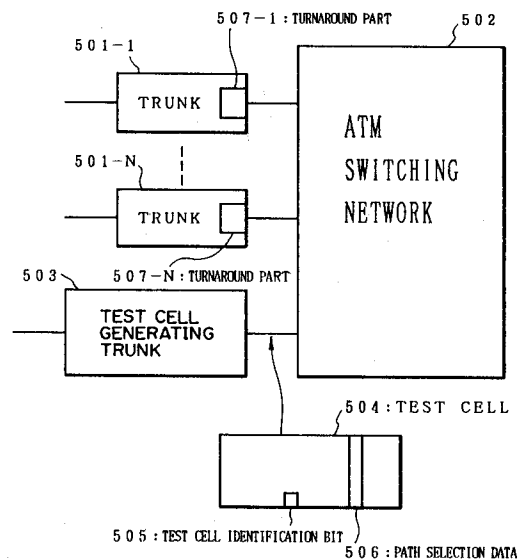 507-1: TURNAROUND PART
502
501-1
TRUNK
ATM
SWITCHING
NETWORK
501-N
TRUNK
507-N: TURNAROUND PART
503
TEST CELL
GENERATING
TRUNK
504: TEST CELL
505: TEST CELL IDENTIFICATION BIT
506: PATH SELECTION DATA